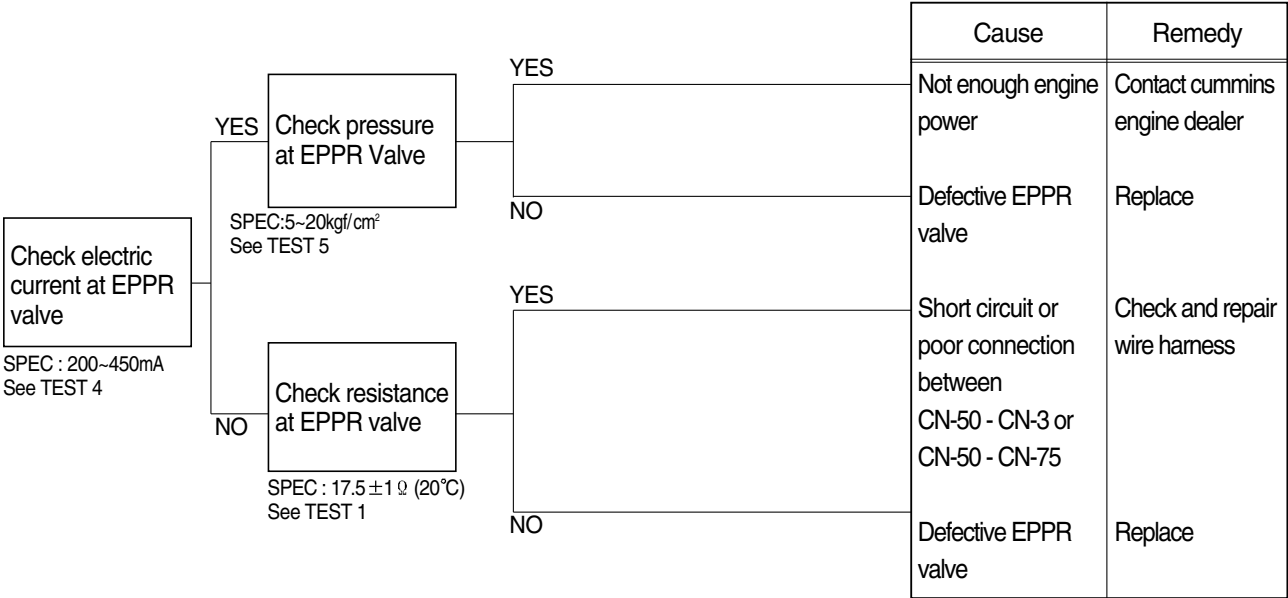 Cause
Remedy
YES
Not enough engine
power
Contact cummins
engine dealer
YES
Check pressure
at EPPR Valve
NO
Defective EPPR
valve
Replace
SPEC:5~20kgf/cm²
See TEST 5
Check electric
current at EPPR
valve
SPEC : 200~450mA
See TEST 4
YES
Short circuit or
poor connection
between
CN-50 - CN-3 or
CN-50 - CN-75
Check and repair
wire harness
NO
Check resistance
at EPPR valve
SPEC : 17.5±1 Ω (20°C)
See TEST 1
NO
Defective EPPR
valve
Replace